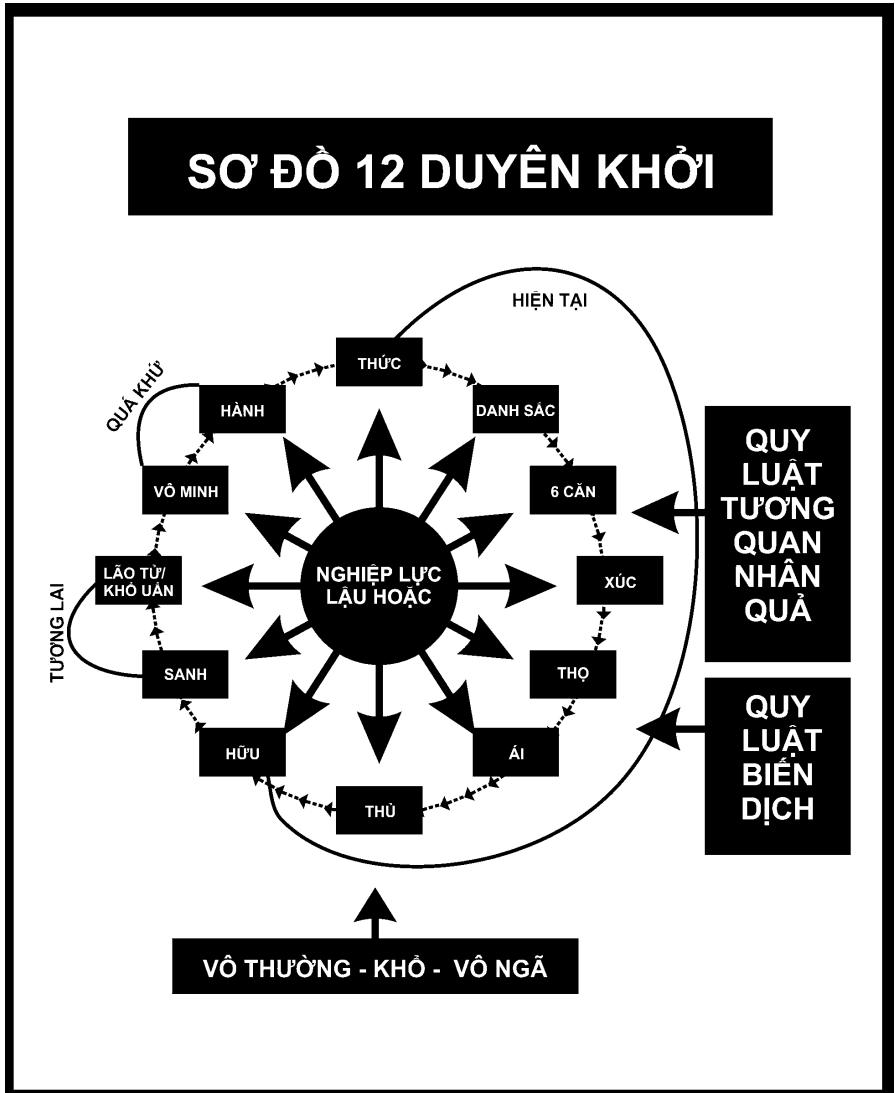 SƠ ĐỒ 12 DUYÊN KHỞI
HIỆN TẠI
THỨC
QUÁ KHỨ
HÀNH
DANH SẮC
VÔ MINH
6 CĂN
LÃO TỬ/
KHỔ UẨN
NGHIỆP LỰC
LẬU HOẶC
XÚC
TƯƠNG LAI
SANH
THỌ
HỮU
ÁI
THỦ
QUY
LUẬT
TƯƠNG
QUAN
NHÂN
QUẢ
QUY
LUẬT
BIẾN
DỊCH
VÔ THƯỜNG - KHỔ - VÔ NGÃ